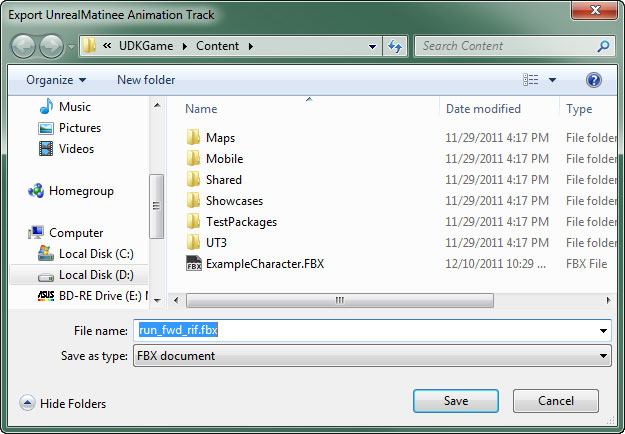 Export UnrealMatinee Animation Track
« UDKGame ▸ Content ▸ Search Content
Organize New folder
Music
Pictures
Videos
Homegroup
Computer
Local Disk (C:)
Local Disk (D:)
ASUS BD-RE Drive (E:) M
Name Date modified Type
Maps 11/29/2011 4:17 PM File folder
Mobile 11/29/2011 4:17 PM File folder
Shared 11/29/2011 4:17 PM File folder
Showcases 11/29/2011 4:17 PM File folder
TestPackages 11/29/2011 4:17 PM File folder
UT3 11/29/2011 4:17 PM File folder
FBX ExampleCharacter.FBX 12/10/2011 10:29 ... FBX File
File name: run_fwd_rif.fbx
Save as type: FBX document
Hide Folders Save Cancel